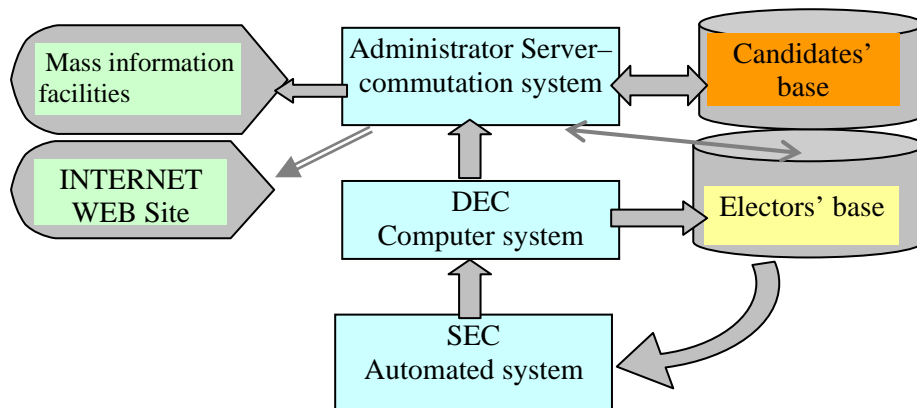 Mass information
facilities
Administrator Server–
commutation system
Candidates'
base
INTERNET
WEB Site
DEC
Computer system
Electors' base
SEC
Automated system